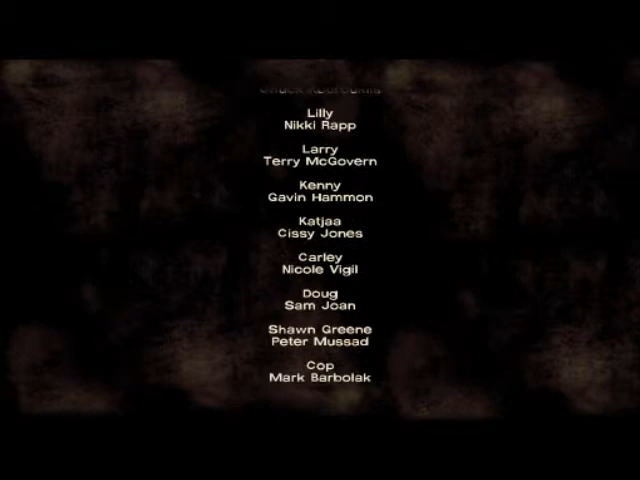 Lilly
Nikki Rapp
Larry
Terry McGovern
Kenny
Gavin Hammon
Katjaa
Cissy Jones
Carley
Nicole Vigil
Doug
Sam Joan
Shawn Greene
Peter Mussad
Cop
Mark Barbolak